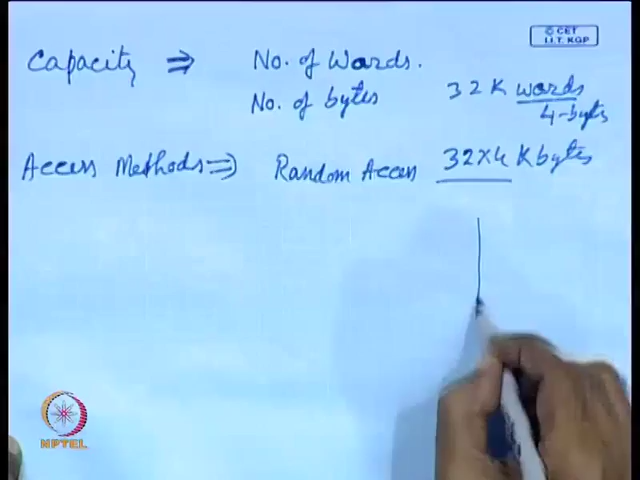 © CET
I.I.T. KGP
Capacity ⇒ No. of Words.
No. of bytes 32K words
4-bytes
Access Methods ⇒ Random Access 32×4 K bytes
NPTEL